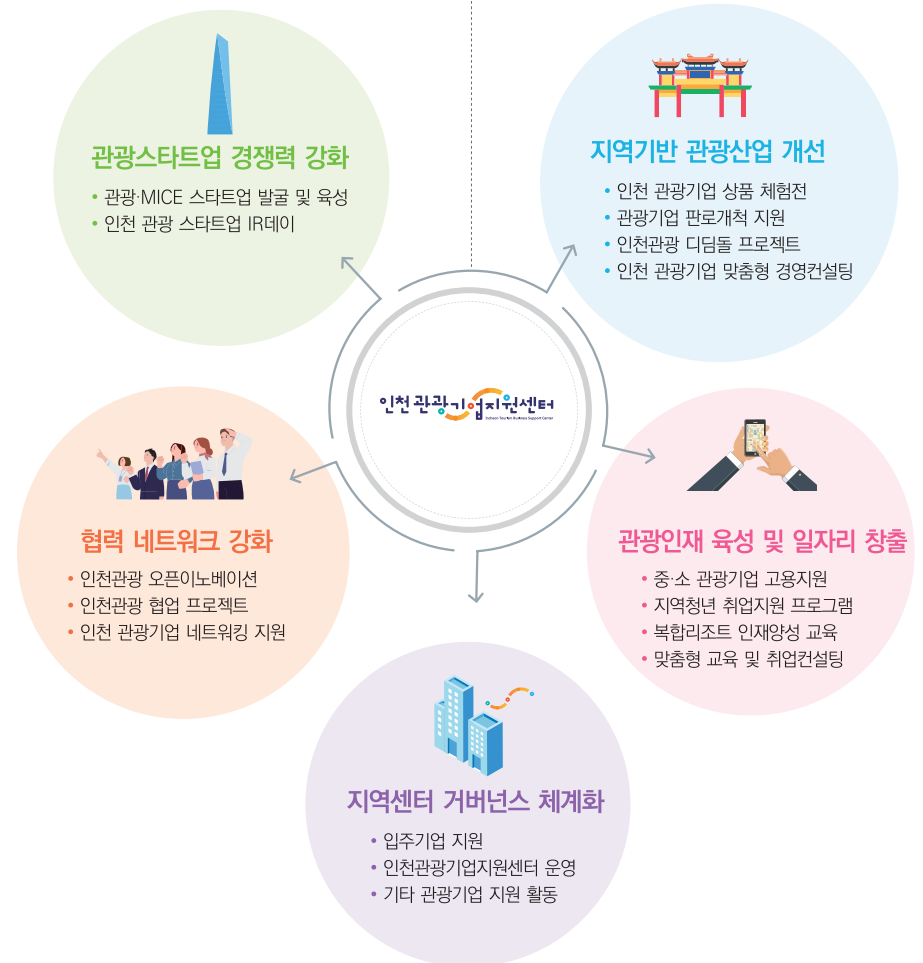 관광스타트업 경쟁력 강화
• 관광·MICE 스타트업 발굴 및 육성
• 인천 관광 스타트업 IR데이
지역기반 관광산업 개선
• 인천 관광기업 상품 체험전
• 관광기업 판로개척 지원
• 인천관광 디딤돌 프로젝트
• 인천 관광기업 맞춤형 경영컨설팅
인천관광기업지원센터
Incheon Tourism Business Support Center
협력 네트워크 강화
• 인천관광 오픈이노베이션
• 인천관광 협업 프로젝트
• 인천 관광기업 네트워킹 지원
관광인재 육성 및 일자리 창출
• 중·소 관광기업 고용지원
• 지역청년 취업지원 프로그램
• 복합리조트 인재양성 교육
• 맞춤형 교육 및 취업컨설팅
지역센터 거버넌스 체계화
• 입주기업 지원
• 인천관광기업지원센터 운영
• 기타 관광기업 지원 활동